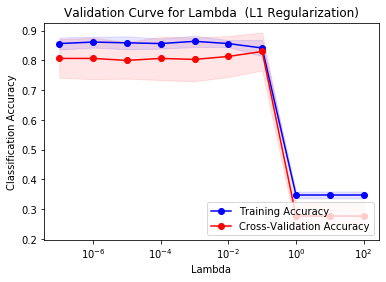 Validation Curve for Lambda  (L1 Regularization)
Classification Accuracy
0.9
0.8
0.7
0.6
0.5
0.4
0.3
0.2
Training Accuracy
Cross-Validation Accuracy
10⁻⁶ 10⁻⁴ 10⁻² 10⁰ 10²
Lambda